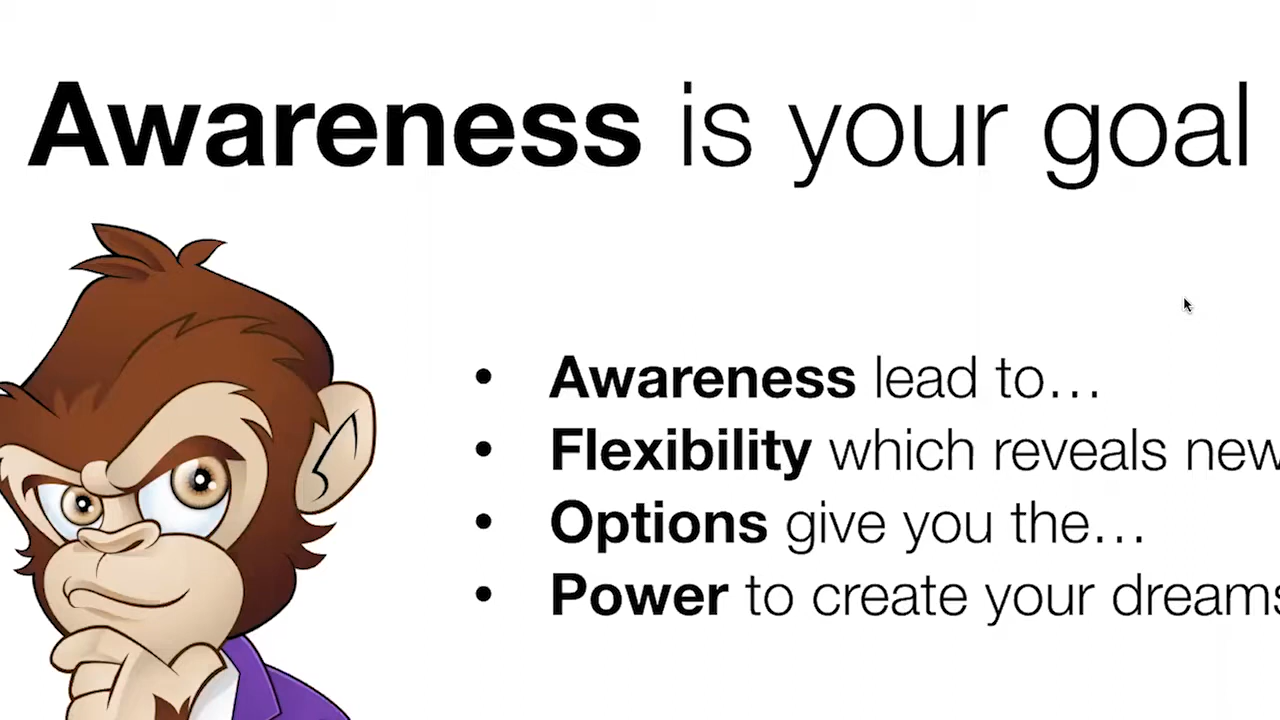 Awareness is your goal
• Awareness lead to…
• Flexibility which reveals new
• Options give you the…
• Power to create your dreams